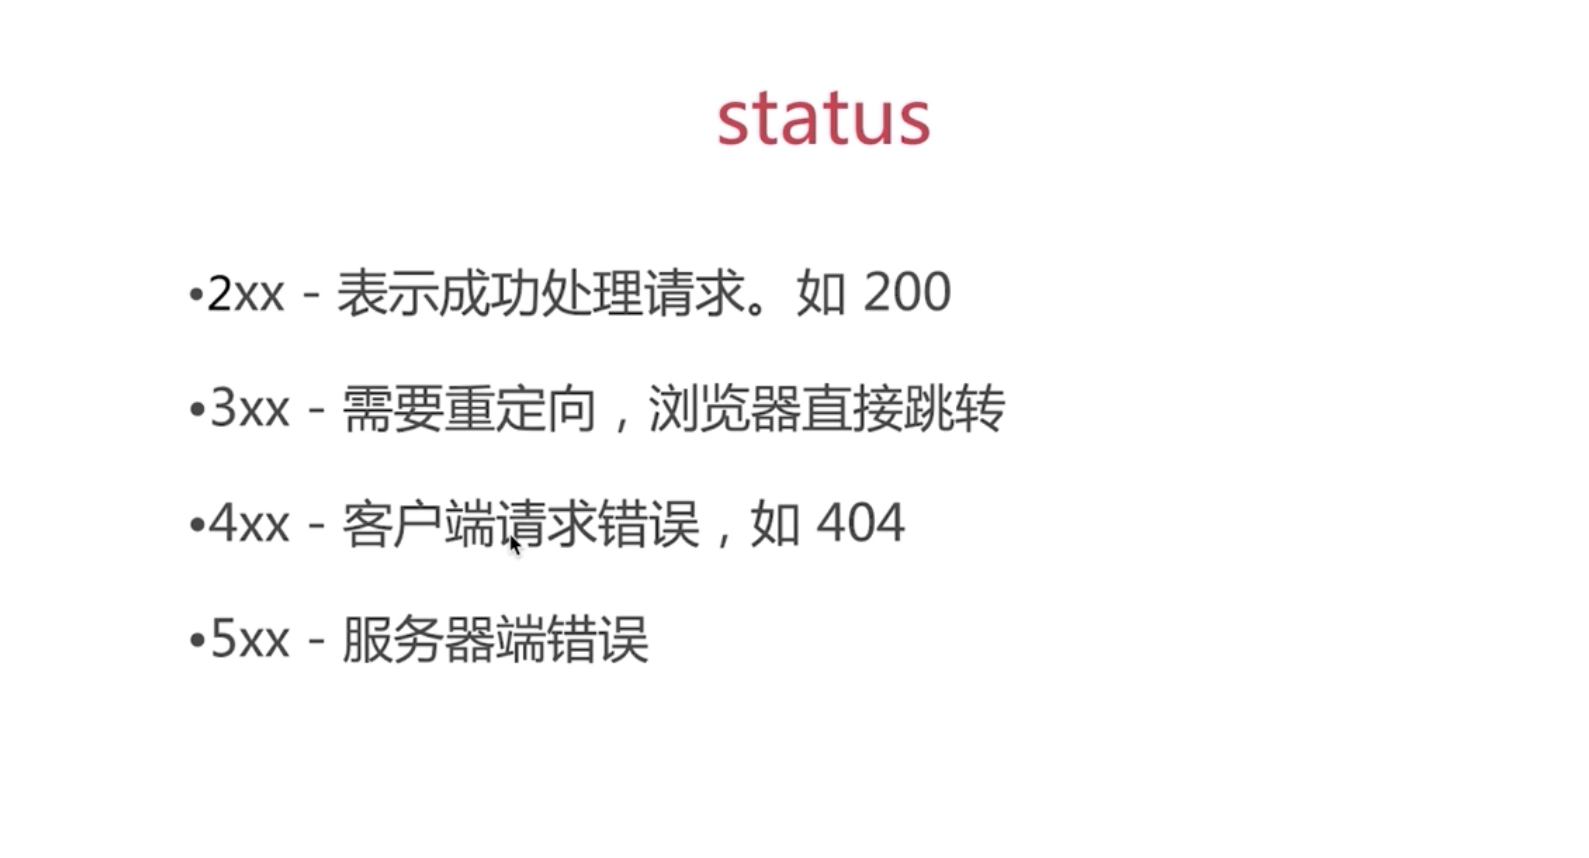 status
•2xx - 表示成功处理请求。如 200
•3xx - 需要重定向，浏览器直接跳转
•4xx - 客户端请求错误，如 404
•5xx - 服务器端错误